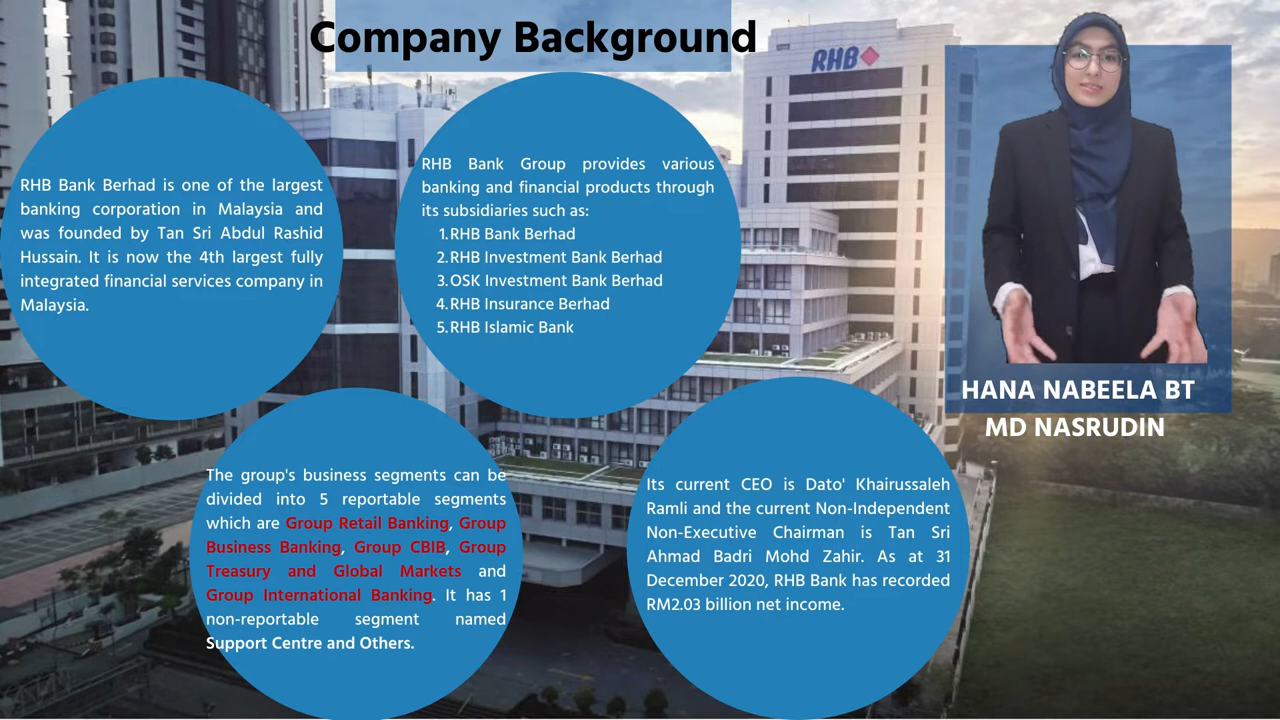 Company Background
RHB
RHB Bank Berhad is one of the largest
banking corporation in Malaysia and
was founded by Tan Sri Abdul Rashid
Hussain. It is now the 4th largest fully
integrated financial services company in
Malaysia.
RHB Bank Group provides various
banking and financial products through
its subsidiaries such as:
1.RHB Bank Berhad
2.RHB Investment Bank Berhad
3.OSK Investment Bank Berhad
4.RHB Insurance Berhad
5.RHB Islamic Bank
HANA NABEELA BT
MD NASRUDIN
The group's business segments can be
divided into 5 reportable segments
which are Group Retail Banking, Group
Business Banking, Group CBIB, Group
Treasury and Global Markets and
Group International Banking. It has 1
non-reportable segment named
Support Centre and Others.
Its current CEO is Dato' Khairussaleh
Ramli and the current Non-Independent
Non-Executive Chairman is Tan Sri
Ahmad Badri Mohd Zahir. As at 31
December 2020, RHB Bank has recorded
RM2.03 billion net income.